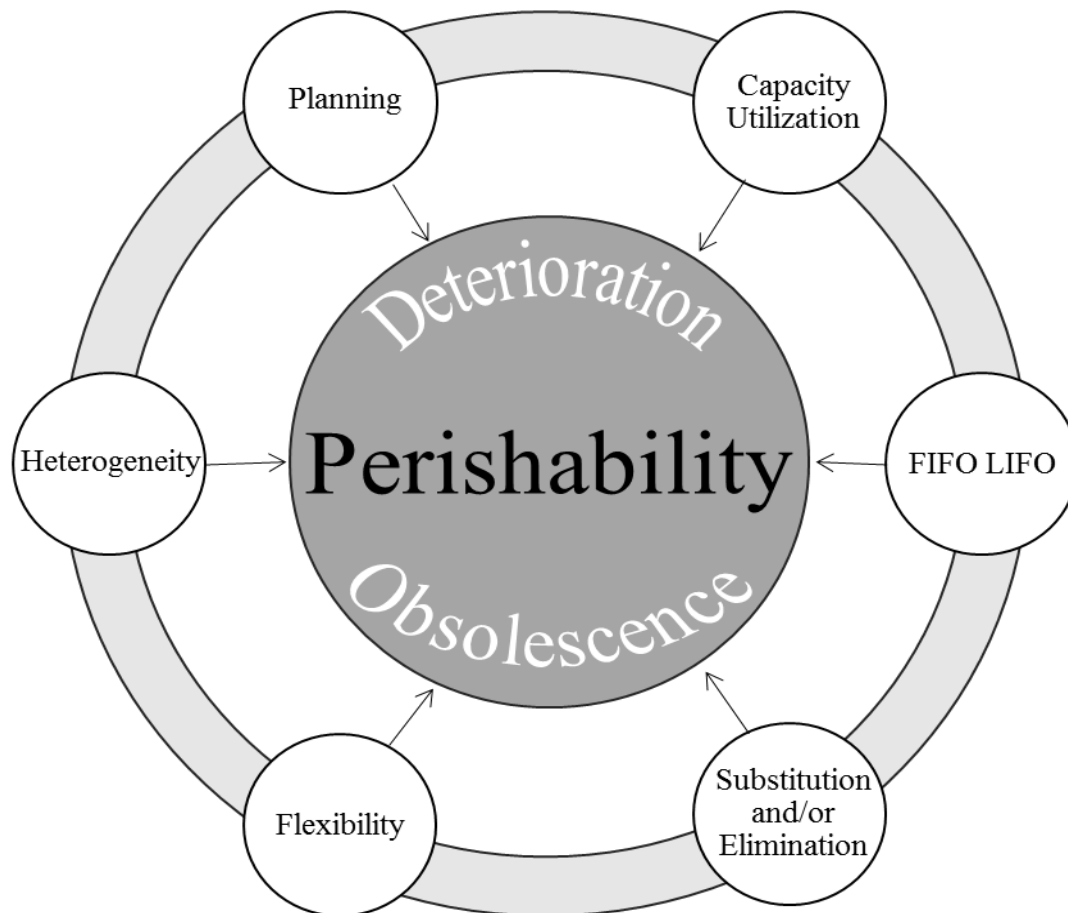 Planning
Capacity
Utilization
Deterioration
Heterogeneity
Perishability
FIFO LIFO
Obsolescence
Flexibility
Substitution
and/or
Elimination